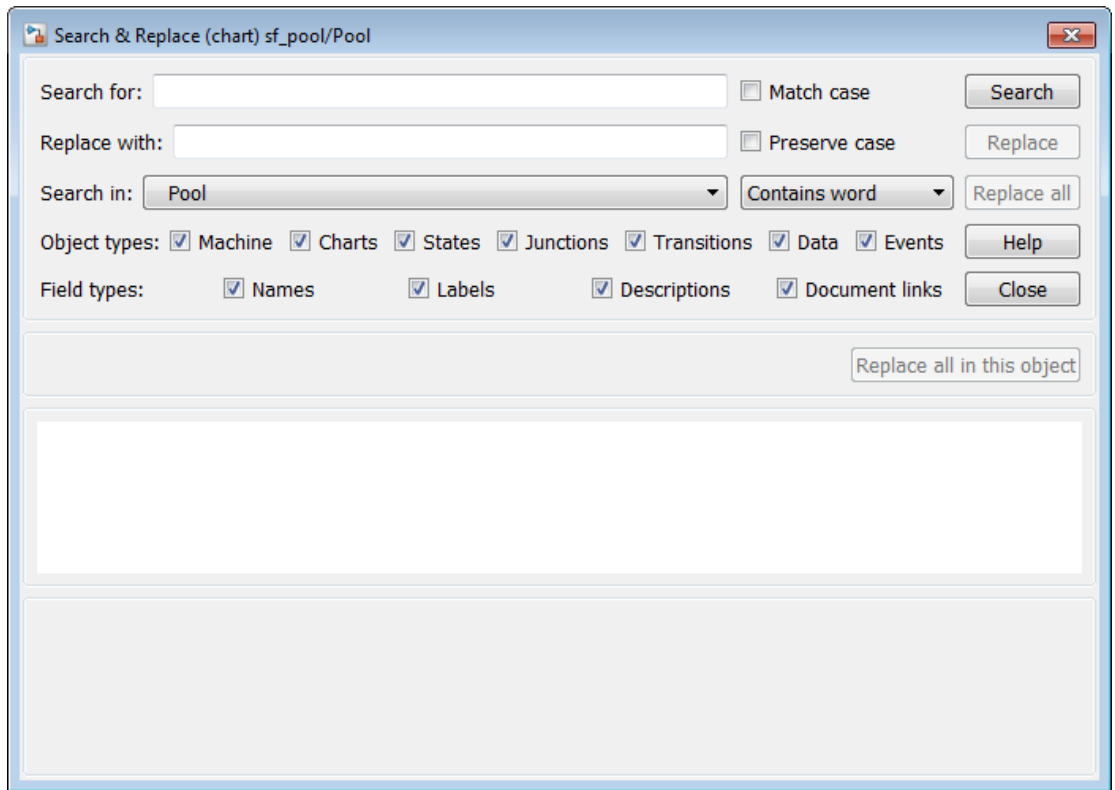 Search & Replace (chart) sf_pool/Pool
Search for: Match case Search
Replace with: Preserve case Replace
Search in: Pool Contains word Replace all
Object types: Machine Charts States Junctions Transitions Data Events Help
Field types: Names Labels Descriptions Document links Close
Replace all in this object